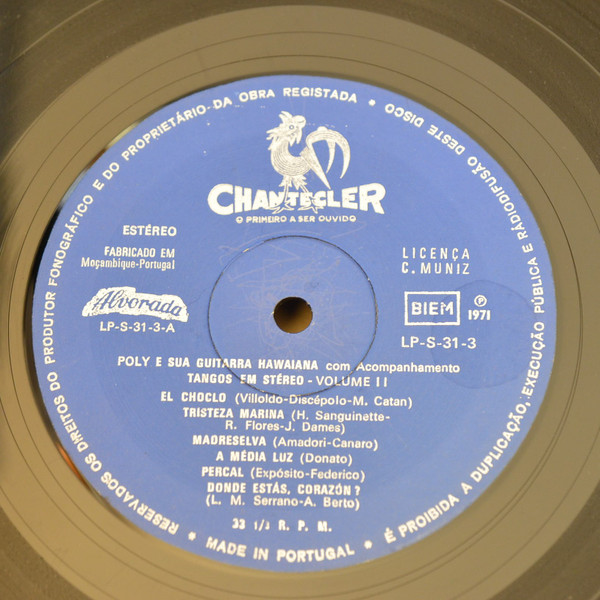 RESERVADOS OS DIREITOS DO PRODUTOR FONOGRÁFICO E DO PROPRIETÁRIO DA OBRA REGISTADA • É PROIBIDA A DUPLICAÇÃO, EXECUÇÃO PÚBLICA E RÁDIODIFUSÃO DESTE DISCO •
CHANTECLER
O PRIMEIRO A SER OUVIDO
ESTÉREO
FABRICADO EM
Moçambique-Portugal
Alvorada
LP-S-31-3-A
LICENÇA
C. MUNIZ
BIEM Ⓟ 1971
LP-S-31-3
POLY E SUA GUITARRA HAWAIANA com Acompanhamento
TANGOS EM STÉREO - VOLUME II
EL CHOCLO (Villoldo-Discépolo-M. Catan)
TRISTEZA MARINA (H. Sanguinette-
R. Flores-J. Dames)
MADRESELVA (Amadori-Canaro)
A MÉDIA LUZ (Donato)
PERCAL (Expósito-Federico)
DONDE ESTÁS, CORAZÓN?
(L. M. Serrano-A. Berto)
33 1/3 R. P. M.
• MADE IN PORTUGAL •